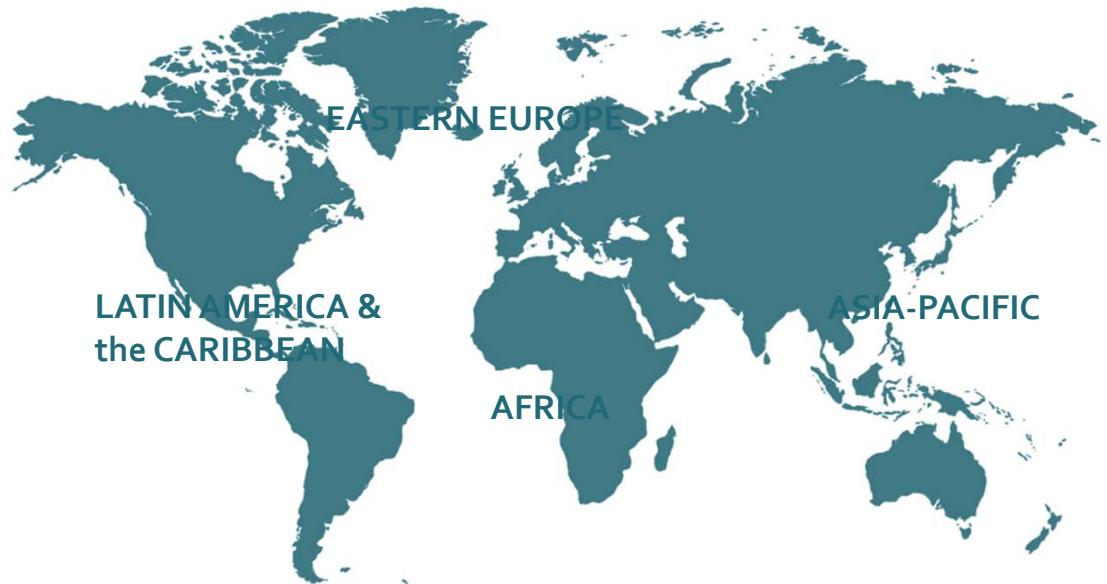 EASTERN EUROPE
LATIN AMERICA &
the CARIBBEAN
ASIA-PACIFIC
AFRICA